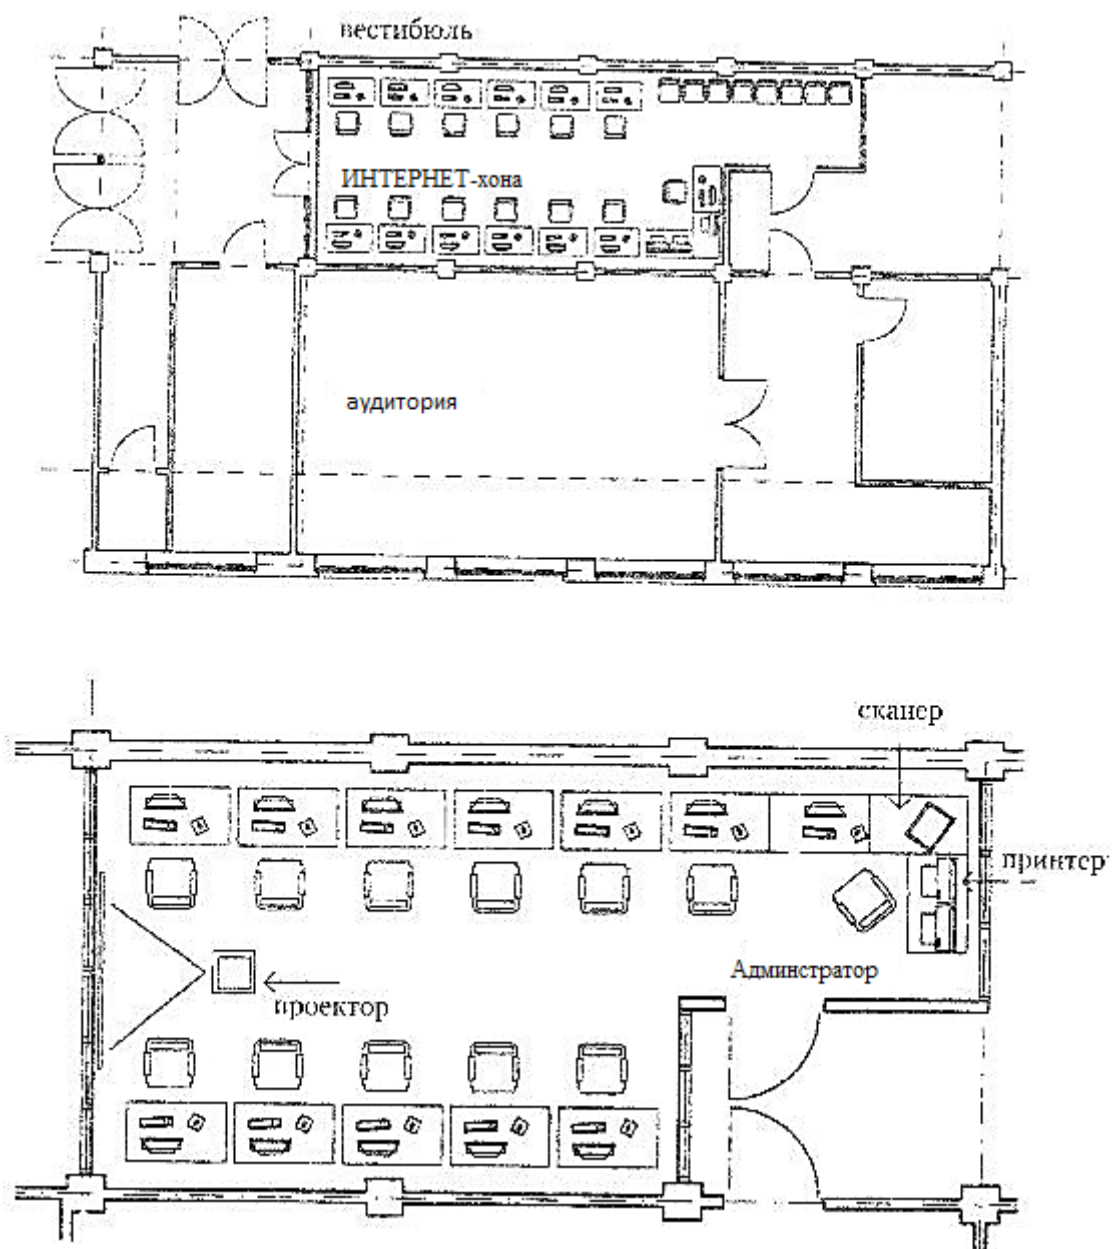 вестибюль
ИНТЕРНЕТ-хона
аудитория
сканер
принтер
Админстратор
проектор